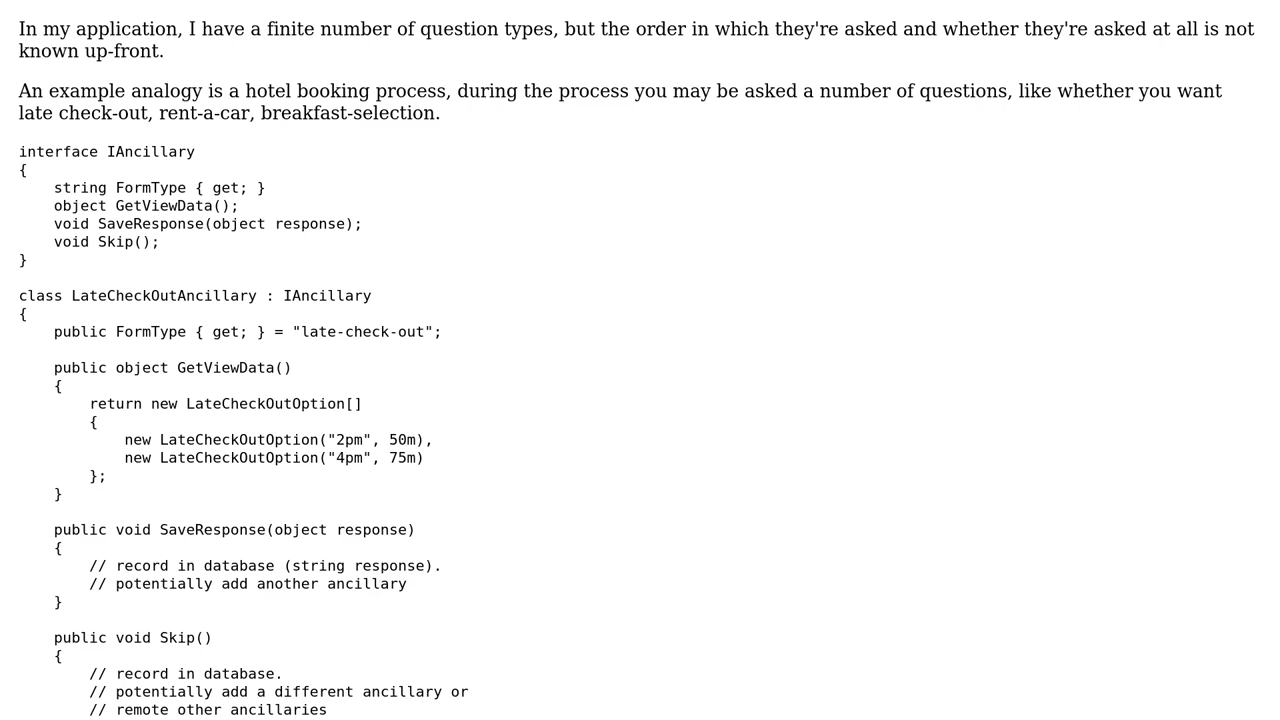 In my application, I have a finite number of question types, but the order in which they're asked and whether they're asked at all is not
known up-front.
An example analogy is a hotel booking process, during the process you may be asked a number of questions, like whether you want
late check-out, rent-a-car, breakfast-selection.
interface IAncillary
{
    string FormType { get; }
    object GetViewData();
    void SaveResponse(object response);
    void Skip();
}
class LateCheckOutAncillary : IAncillary
{
    public FormType { get; } = "late-check-out";
    public object GetViewData()
    {
        return new LateCheckOutOption[]
        {
            new LateCheckOutOption("2pm", 50m),
            new LateCheckOutOption("4pm", 75m)
        };
    }
    public void SaveResponse(object response)
    {
        // record in database (string response).
        // potentially add another ancillary
    }
    public void Skip()
    {
        // record in database.
        // potentially add a different ancillary or
        // remote other ancillaries